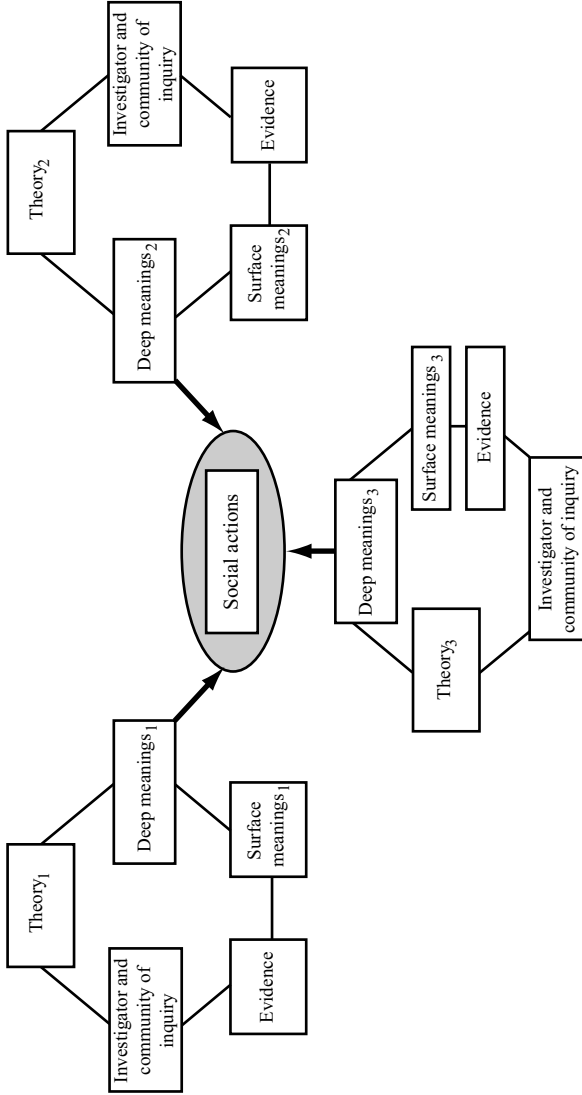 Theory1
Investigator and
community of
inquiry
Deep meanings1
Evidence
Surface
meanings1
Social actions
Theory2
Deep meanings2
Investigator and
community of
inquiry
Surface
meanings2
Evidence
Deep meanings3
Theory3
Surface meanings3
Evidence
Investigator and
community of inquiry